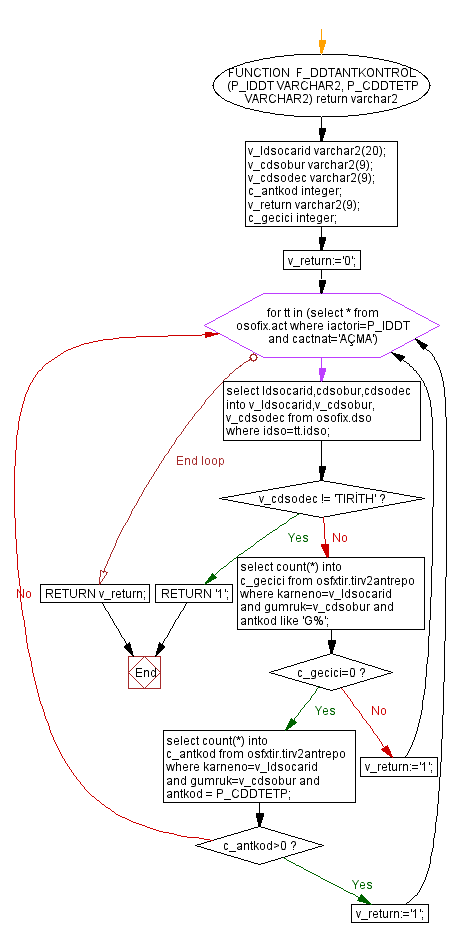 FUNCTION F_DDTANTKONTROL
(P_IDDT VARCHAR2, P_CDDTETP
VARCHAR2) return varchar2
v_Idsocarid varchar2(20);
v_cdsobur varchar2(9);
v_cdsodec varchar2(9);
c_antkod integer;
v_return varchar2(9);
c_gecici integer;
v_return:='0';
for tt in (select * from
osofix.act where iactori=P_IDDT
and cactnat='AÇMA')
select Idsocarid,cdsobur,cdsodec
into v_Idsocarid,v_cdsobur,
v_cdsodec from osofix.dso
where idso=tt.idso;
End loop
v_cdsodec != 'TIRİTH' ?
Yes
No
select count(*) into
c_gecici from osfxtir.tirv2antrepo
where karneno=v_Idsocarid
and gumruk=v_cdsobur and
antkod like 'G%';
No
RETURN v_return;
RETURN '1';
End
c_gecici=0 ?
Yes
No
select count(*) into
c_antkod from osfxtir.tirv2antrepo
where karneno=v_Idsocarid
and gumruk=v_cdsobur and
antkod = P_CDDTETP;
v_return:='1';
c_antkod>0 ?
Yes
v_return:='1';